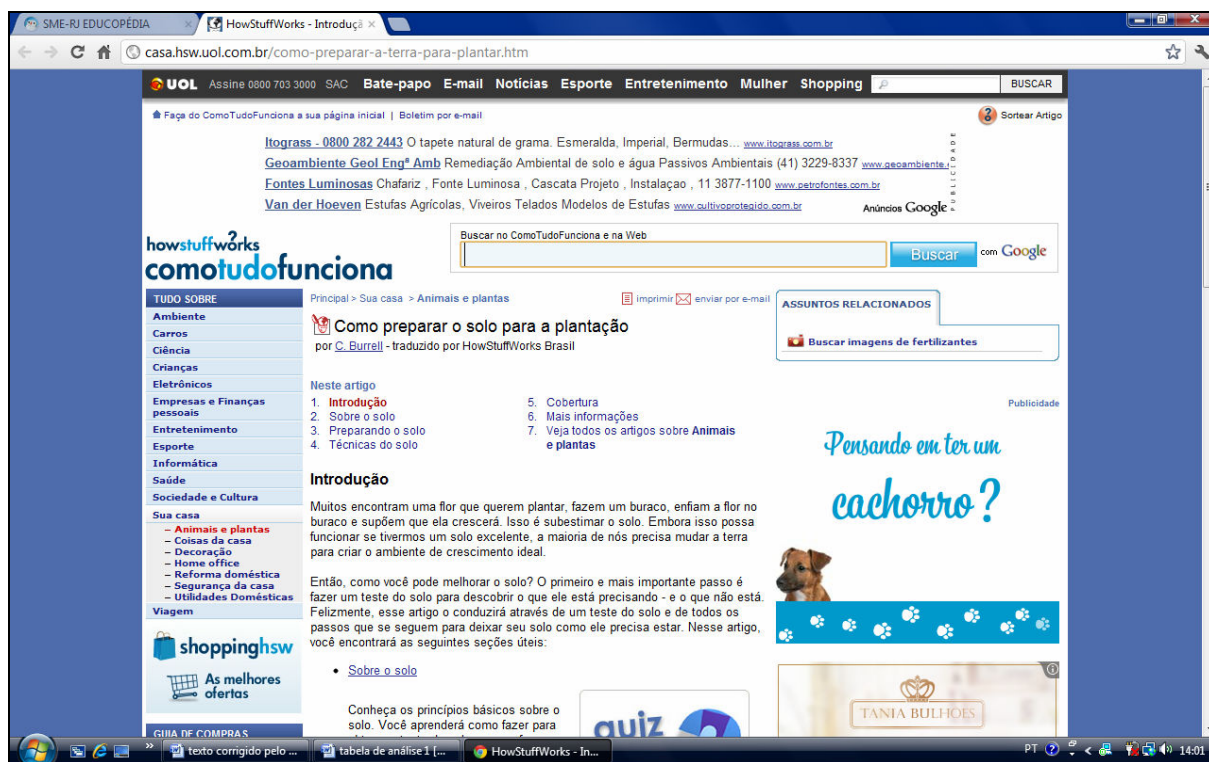 SME-RJ EDUCOPÉDIA
HowStuffWorks - Introduçã
casa.hsw.uol.com.br/como-preparar-a-terra-para-plantar.htm
UOL Assine 0800 703 3000 SAC Bate-papo E-mail Notícias Esporte Entretenimento Mulher Shopping BUSCAR
Faça do ComoTudoFunciona a sua página inicial | Boletim por e-mail
Sortear Artigo
Itograss - 0800 282 2443 O tapete natural de grama. Esmeralda, Imperial, Bermudas... www.itograss.com.br
Geoambiente Geol Engª Amb Remediação Ambiental de solo e água Passivos Ambientais (41) 3229-8337 www.geoambiente.
Fontes Luminosas Chafariz , Fonte Luminosa , Cascata Projeto , Instalaçao , 11 3877-1100 www.petrofontes.com.br
Van der Hoeven Estufas Agrícolas, Viveiros Telados Modelos de Estufas www.cultivoprotegido.com.br
PUBLICIDADE
Anúncios Google
howstuffworks
comotudofunciona
Buscar no ComoTudoFunciona e na Web
Buscar com Google
TUDO SOBRE
Ambiente
Carros
Ciência
Crianças
Eletrônicos
Empresas e Finanças
pessoais
Entretenimento
Esporte
Informática
Saúde
Sociedade e Cultura
Sua casa
– Animais e plantas
– Coisas da casa
– Decoração
– Home office
– Reforma doméstica
– Segurança da casa
– Utilidades Domésticas
Viagem
shoppinghsw
As melhores
ofertas
GUIA DE COMPRAS
Principal > Sua casa > Animais e plantas
imprimir enviar por e-mail
Como preparar o solo para a plantação
por C. Burrell - traduzido por HowStuffWorks Brasil
Neste artigo
1. Introdução
2. Sobre o solo
3. Preparando o solo
4. Técnicas do solo
5. Cobertura
6. Mais informações
7. Veja todos os artigos sobre Animais
e plantas
Introdução
Muitos encontram uma flor que querem plantar, fazem um buraco, enfiam a flor no
buraco e supõem que ela crescerá. Isso é subestimar o solo. Embora isso possa
funcionar se tivermos um solo excelente, a maioria de nós precisa mudar a terra
para criar o ambiente de crescimento ideal.
Então, como você pode melhorar o solo? O primeiro e mais importante passo é
fazer um teste do solo para descobrir o que ele está precisando - e o que não está.
Felizmente, esse artigo o conduzirá através de um teste do solo e de todos os
passos que se seguem para deixar seu solo como ele precisa estar. Nesse artigo,
você encontrará as seguintes seções úteis:
• Sobre o solo
Conheça os princípios básicos sobre o
solo. Você aprenderá como fazer para
quiz
ASSUNTOS RELACIONADOS
Buscar imagens de fertilizantes
Publicidade
Pensando em ter um
cachorro?
TANIA BULHOES
texto corrigido pelo ...
tabela de análise 1 [...
HowStuffWorks - In...
PT
14:01